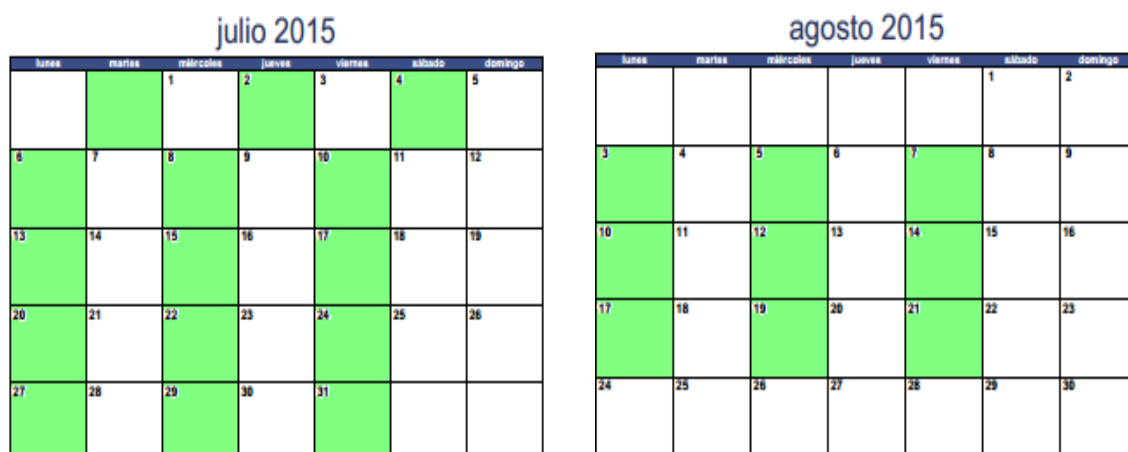 julio 2015
lunes martes miércoles jueves viernes sábado domingo
1 2 3 4 5
6 7 8 9 10 11 12
13 14 15 16 17 18 19
20 21 22 23 24 25 26
27 28 29 30 31
agosto 2015
lunes martes miércoles jueves viernes sábado domingo
1 2
3 4 5 6 7 8 9
10 11 12 13 14 15 16
17 18 19 20 21 22 23
24 25 26 27 28 29 30